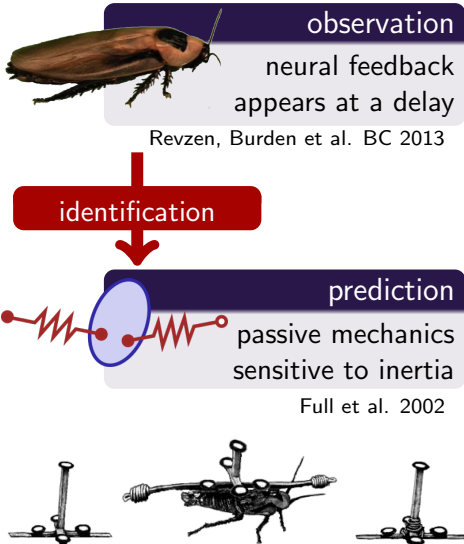 observation
neural feedback
appears at a delay
Revzen, Burden et al. BC 2013
identification
prediction
passive mechanics
sensitive to inertia
Full et al. 2002